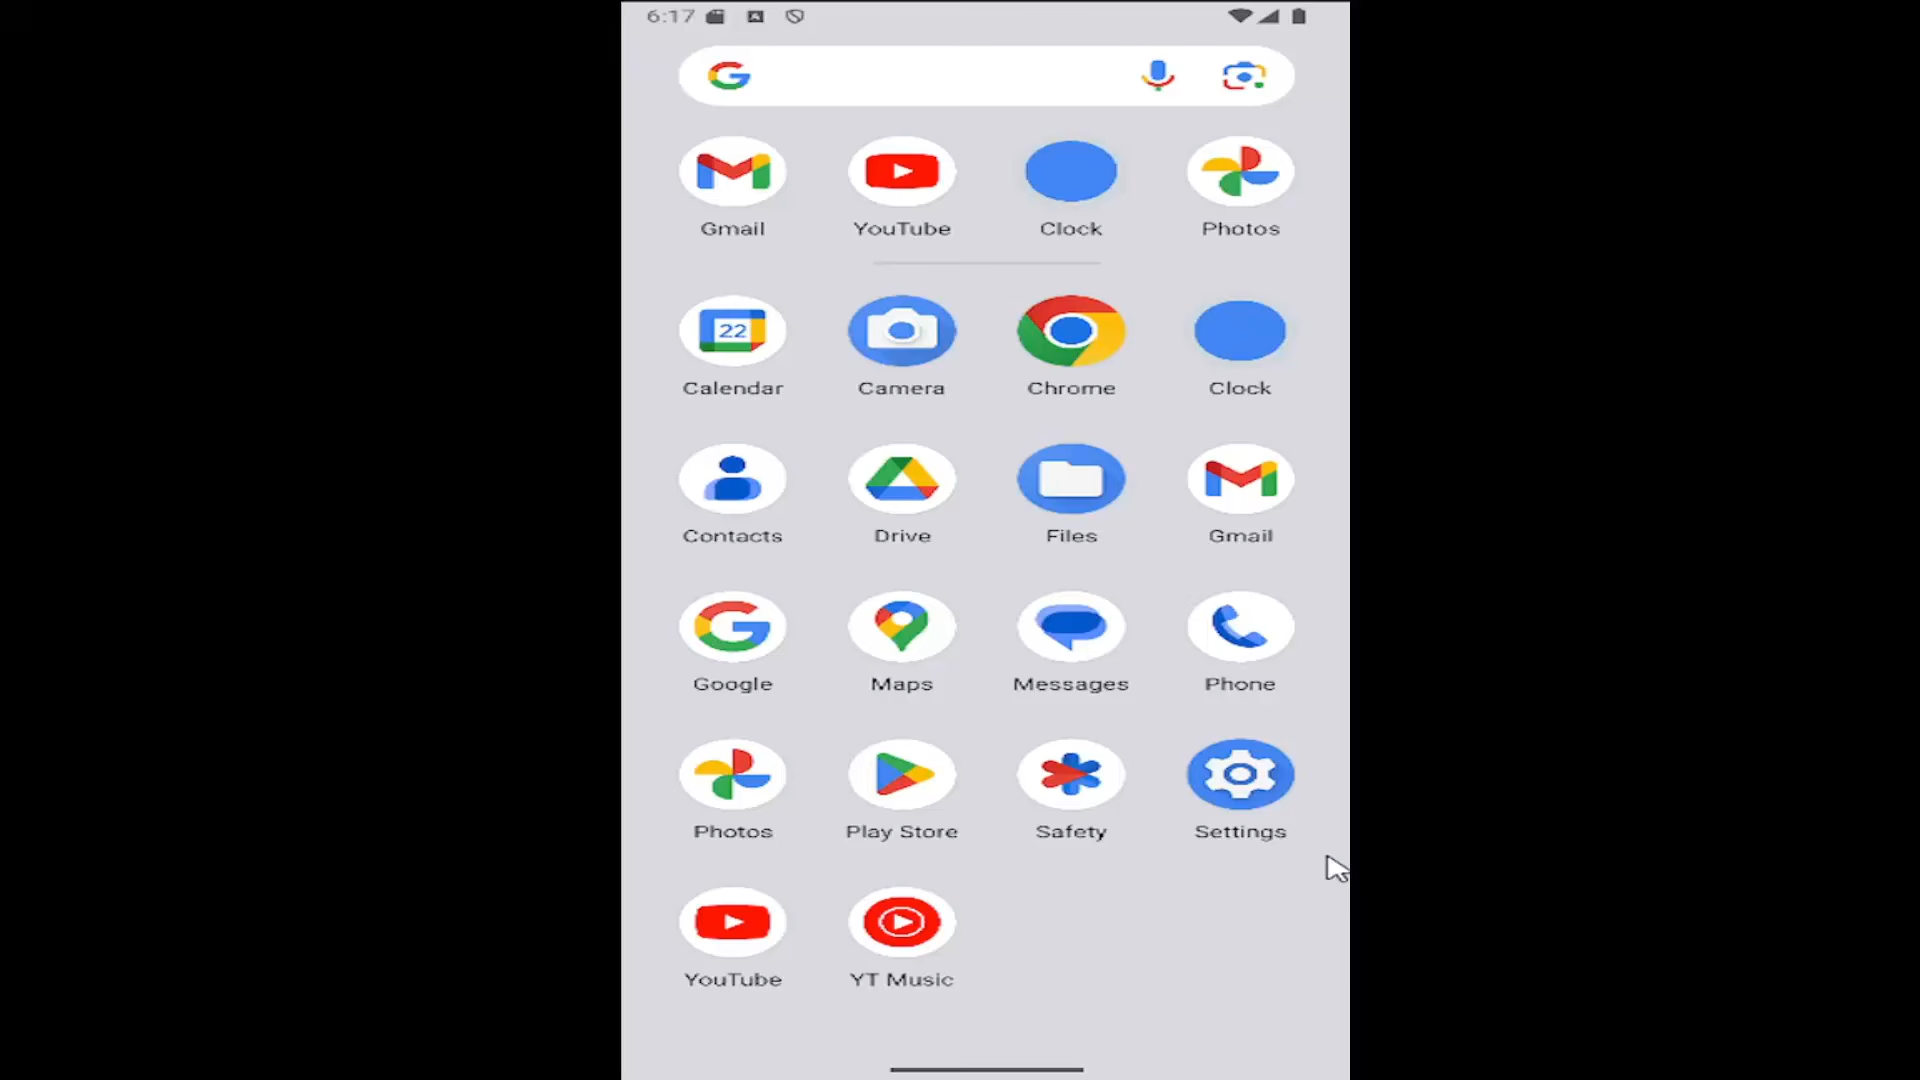 6:17
Gmail YouTube Clock Photos
22
Calendar Camera Chrome Clock
Contacts Drive Files Gmail
Google Maps Messages Phone
Photos Play Store Safety Settings
YouTube YT Music